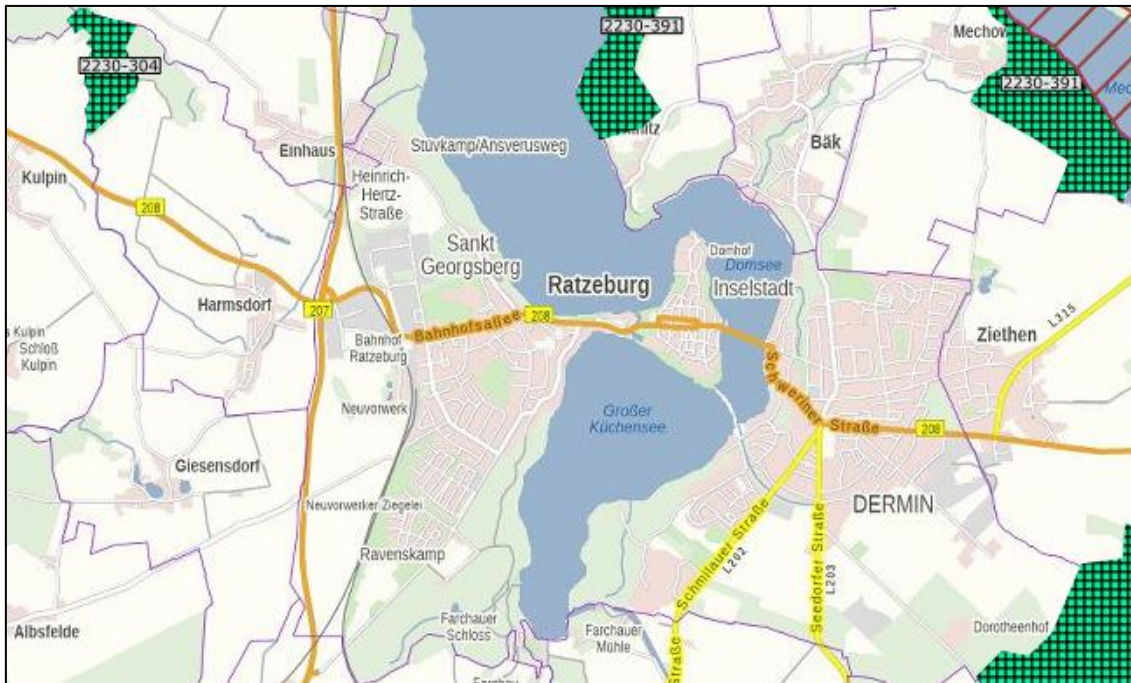 2230-391
Mechow
2230-304
2230-391
Einhaus
Stüvkamp/Ansverusweg
Bäk
Kulpin
Heinrich-
Hertz-
Straße
208
Sankt
Georgsberg
Domhof
Domsee
Ratzeburg
Inselstadt
Harmsdorf
207
Bahnhofsallee
208
Ziethen
L315
Kulpin
Schloß
Kulpin
Bahnhof
Ratzeburg
Neuvorwerk
Großer
Küchensee
Schweriner Straße
208
Giesensdorf
Neuvorwerker Ziegelei
DERMIN
Ravenskamp
Schmilauer Straße
L202
Seedorfer Straße
L203
Albsfelde
Farchauer
Schloss
Farchauer
Mühle
Dorotheenhof
Straße